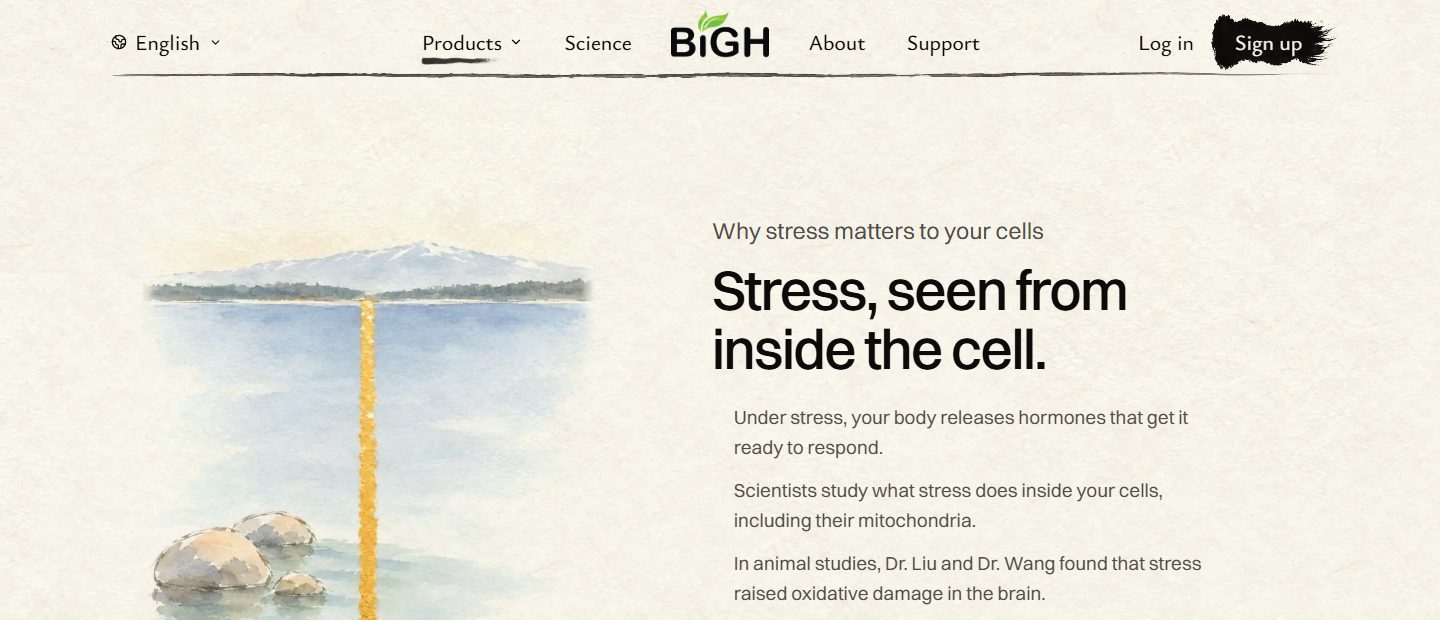 English
Products
Science
BiGH
About
Support
Log in
Sign up
Why stress matters to your cells
Stress, seen from
inside the cell.
Under stress, your body releases hormones that get it
ready to respond.
Scientists study what stress does inside your cells,
including their mitochondria.
In animal studies, Dr. Liu and Dr. Wang found that stress
raised oxidative damage in the brain.